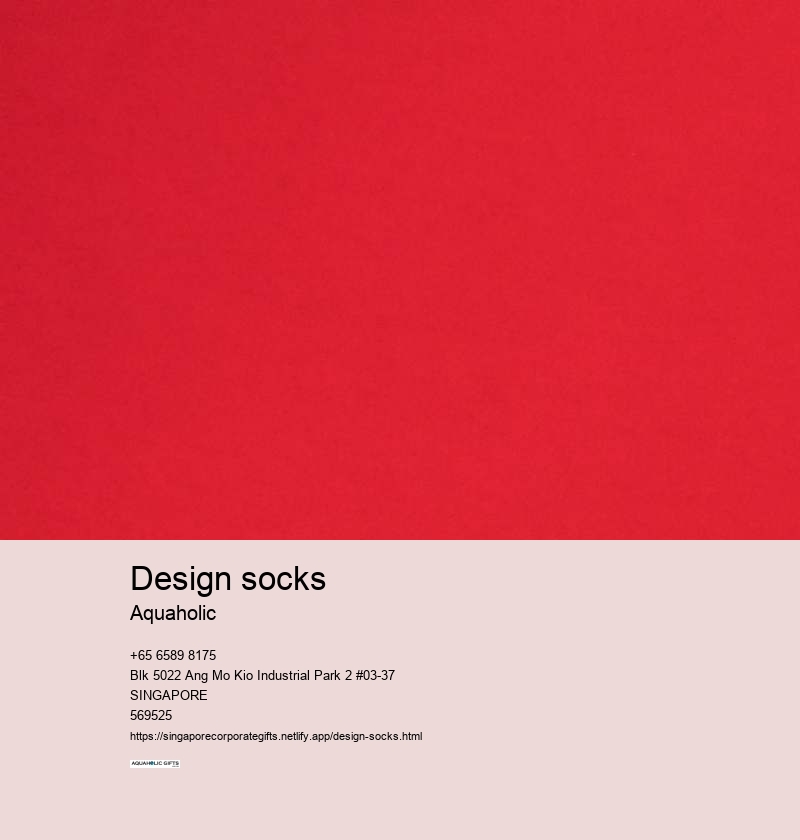 Design socks
Aquaholic
+65 6589 8175
Blk 5022 Ang Mo Kio Industrial Park 2 #03-37
SINGAPORE
569525
https://singaporecorporategifts.netlify.app/design-socks.html
AQUAHOLIC GIFTS